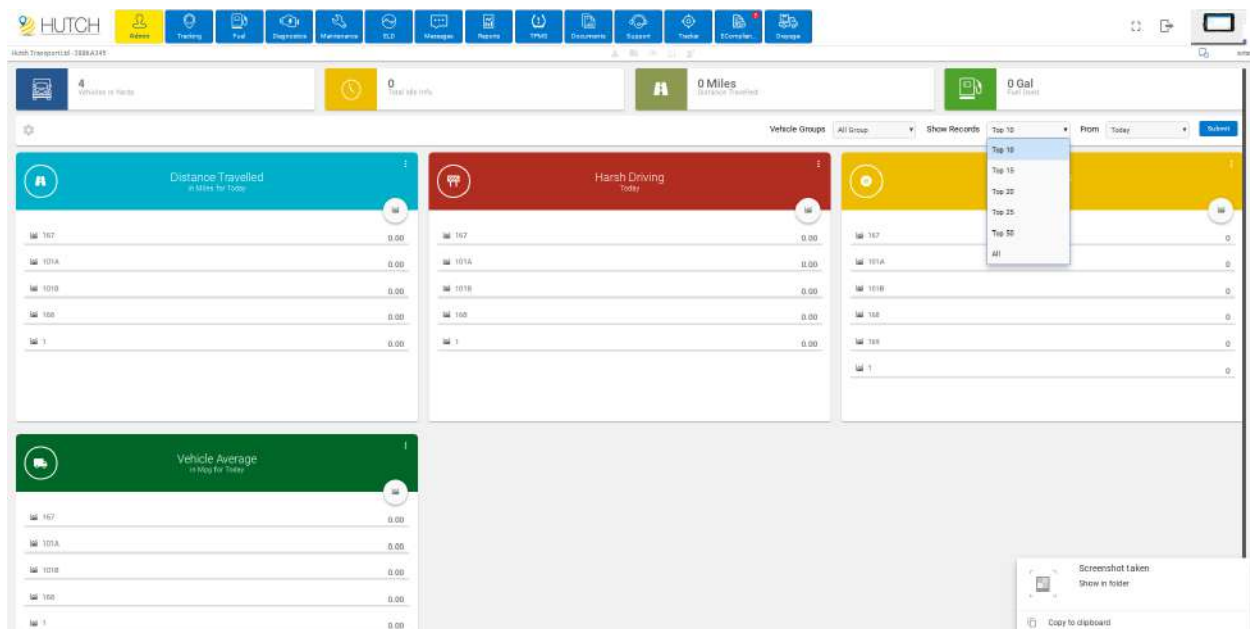 HUTCH
Admin
Tracking
Fuel
Diagnostics
Maintenance
ELD
Messages
Reports
TPMS
Documents
Support
Tracker
SComplian...
Drayage
4
Vehicles in Yards
0
0 Miles
Distance Travelled
0 Gal
Fuel Used
Vehicle Groups All Group
Show Records Top 10
From Today
Submit
Top 10
Top 15
Top 20
Top 25
Top 50
All
Distance Travelled
in Miles for Today
167 0.00
101A 0.00
101B 0.00
168 0.00
1 0.00
Harsh Driving
Today
167 0.00
101A 0.00
101B 0.00
168 0.00
1 0.00
167 0
101A 0
101B 0
168 0
169 0
1 0
Vehicle Average
in Mpg for Today
167 0.00
101A 0.00
101B 0.00
168 0.00
1 0.00
Screenshot taken
Show in folder
Copy to clipboard